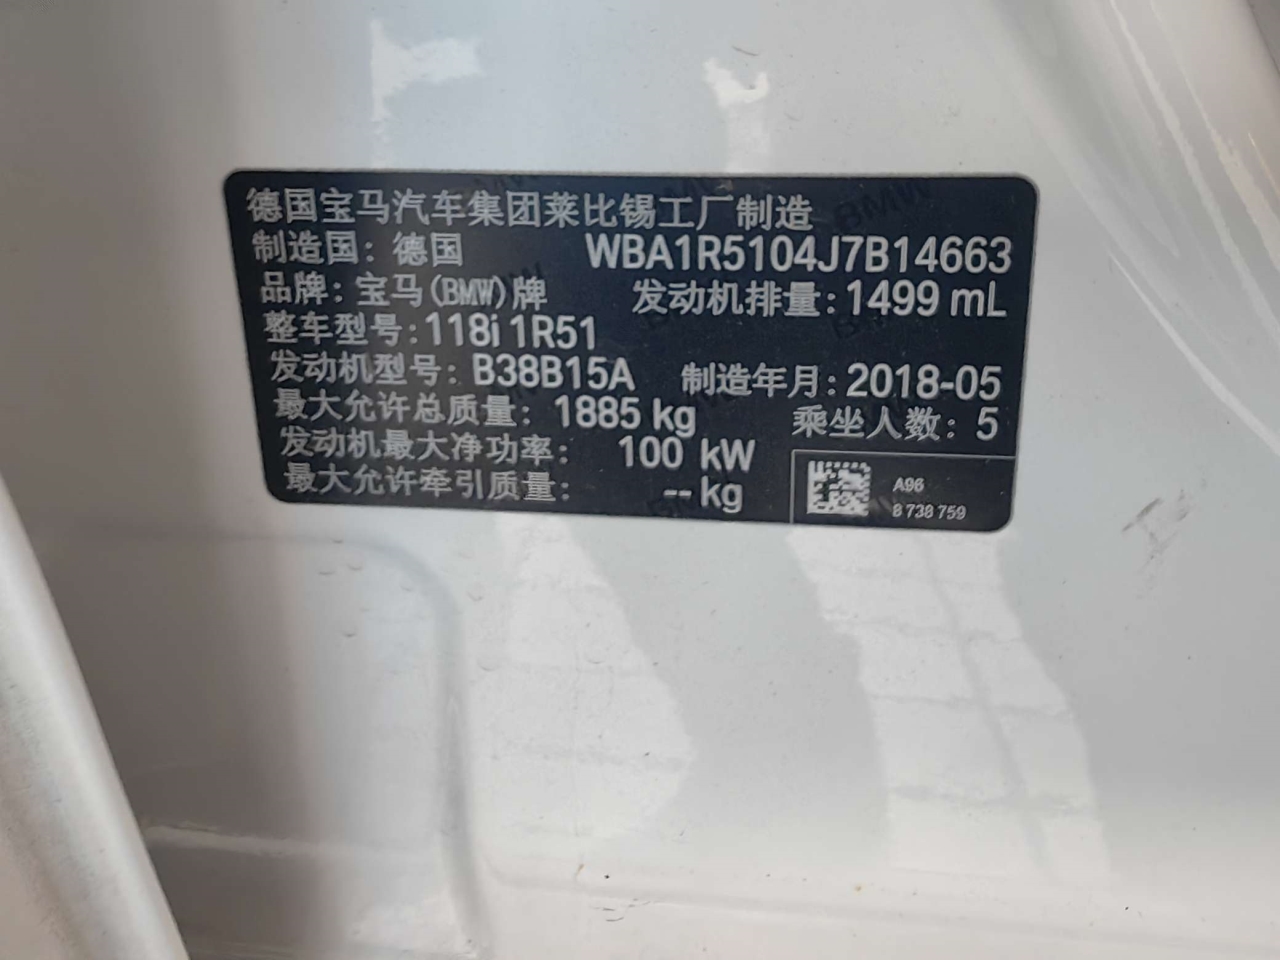 德国宝马汽车集团莱比锡工厂制造
制造国：德国 WBA1R5104J7B14663
品牌：宝马(BMW)牌 发动机排量：1499 mL
整车型号：118i 1R51
发动机型号：B38B15A 制造年月：2018-05
最大允许总质量：1885 kg 乘坐人数：5
发动机最大净功率：100 kW
最大允许牵引质量：-- kg
A96
8 738 759